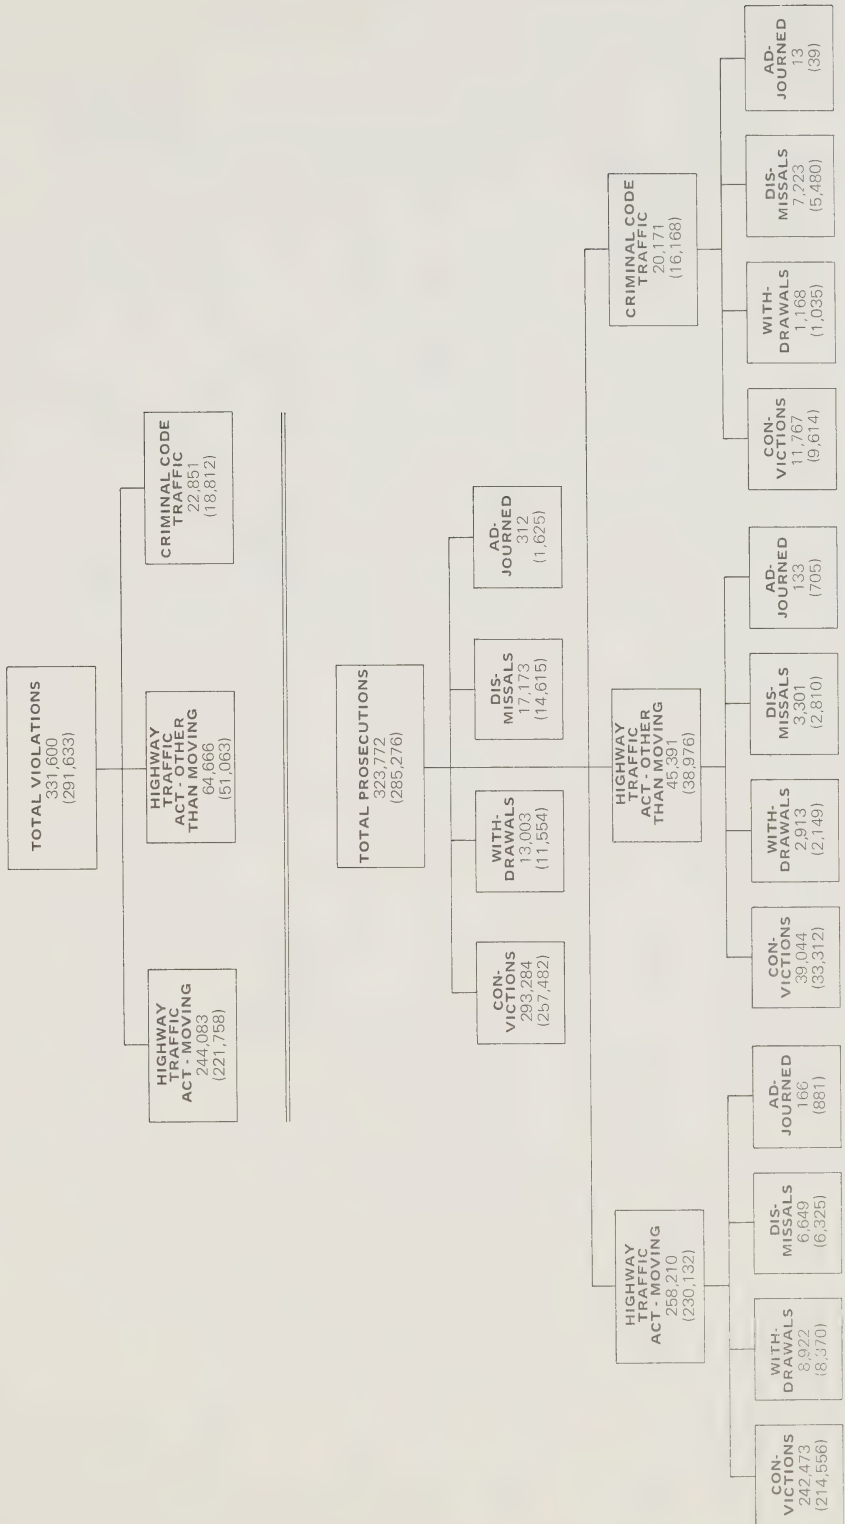 TOTAL VIOLATIONS
331,600
(291,633)
HIGHWAY
TRAFFIC
ACT - MOVING
244,083
(221,758)
HIGHWAY
TRAFFIC
ACT - OTHER
THAN MOVING
64,666
(51,063)
CRIMINAL CODE
TRAFFIC
22,851
(18,812)
TOTAL PROSECUTIONS
323,772
(285,276)
CON-
VICTIONS
293,284
(257,482)
WITH-
DRAWALS
13,003
(11,554)
DIS-
MISSALS
17,173
(14,615)
AD-
JOURNED
312
(1,625)
HIGHWAY
TRAFFIC
ACT - MOVING
258,210
(230,132)
HIGHWAY
TRAFFIC
ACT - OTHER
THAN MOVING
45,391
(38,976)
CRIMINAL CODE
TRAFFIC
20,171
(16,168)
CON-
VICTIONS
242,473
(214,556)
WITH-
DRAWALS
8,922
(8,370)
DIS-
MISSALS
6,649
(6,325)
AD-
JOURNED
166
(881)
CON-
VICTIONS
39,044
(33,312)
WITH-
DRAWALS
2,913
(2,149)
DIS-
MISSALS
3,301
(2,810)
AD-
JOURNED
133
(705)
CON-
VICTIONS
11,767
(9,614)
WITH-
DRAWALS
1,168
(1,035)
DIS-
MISSALS
7,223
(5,480)
AD-
JOURNED
13
(39)